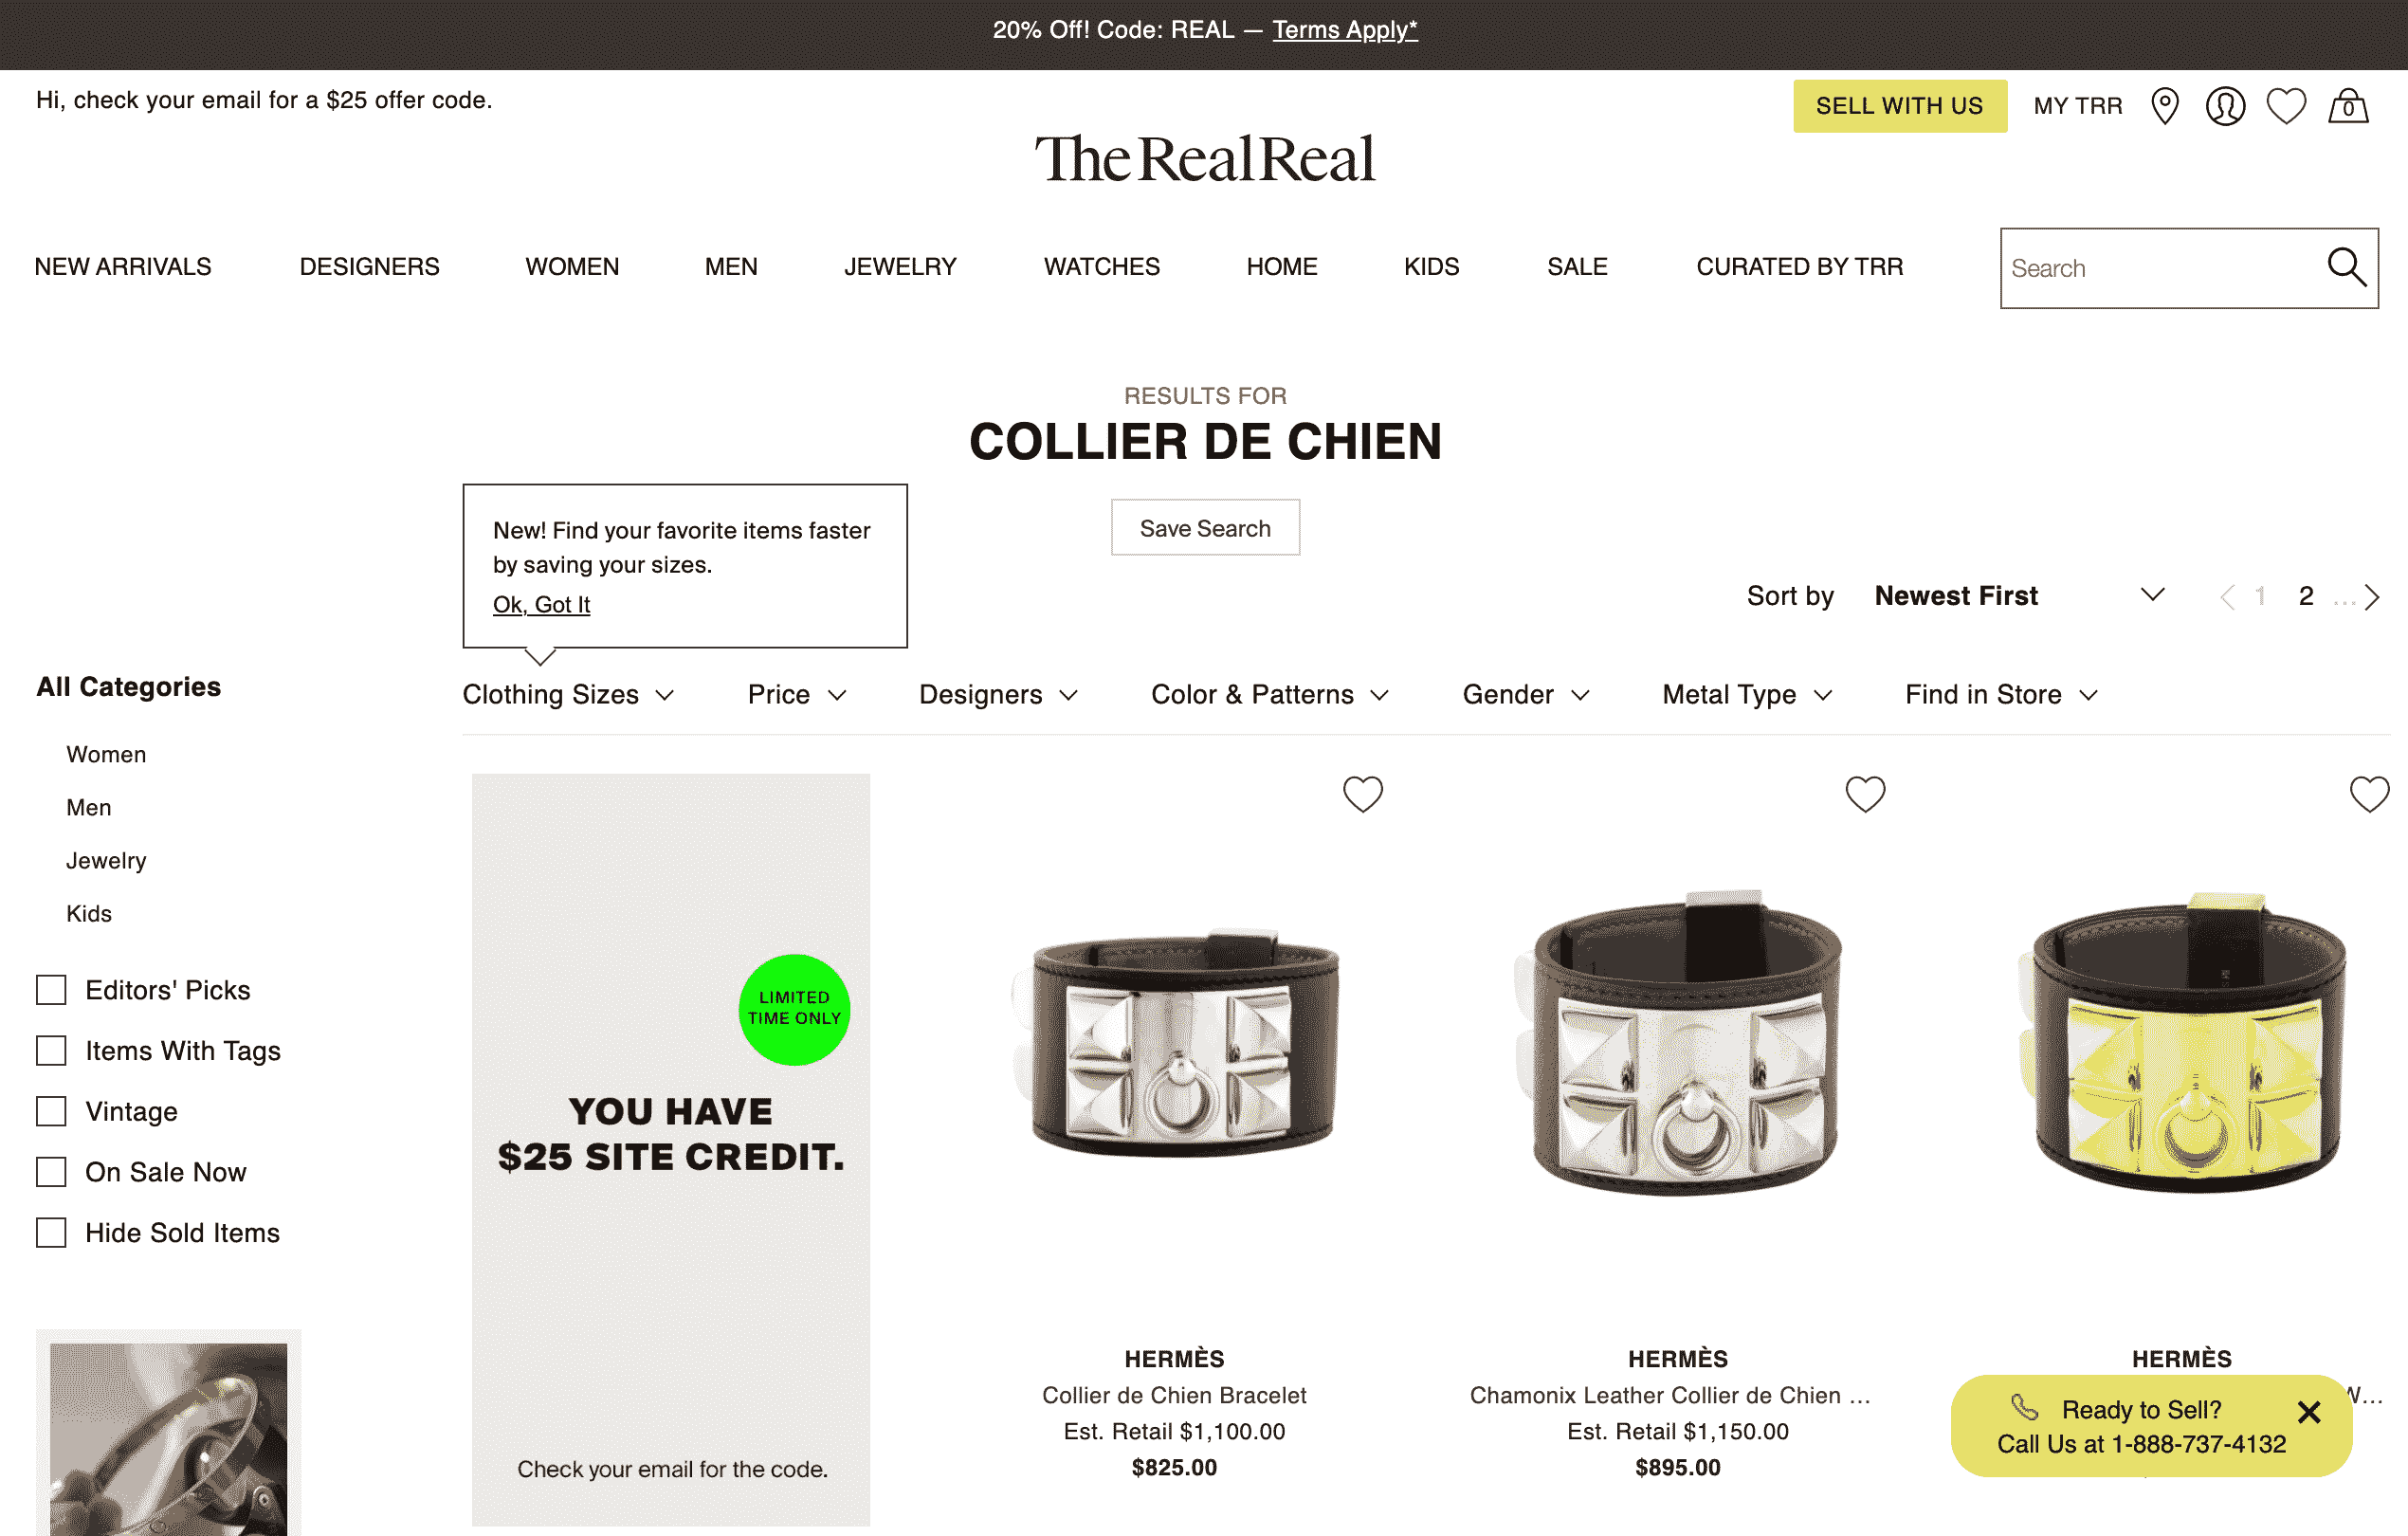 20% Off! Code: REAL — Terms Apply*
Hi, check your email for a $25 offer code.
SELL WITH US
MY TRR
0
The RealReal
NEW ARRIVALS
DESIGNERS
WOMEN
MEN
JEWELRY
WATCHES
HOME
KIDS
SALE
CURATED BY TRR
Search
RESULTS FOR
COLLIER DE CHIEN
Save Search
New! Find your favorite items faster
by saving your sizes.
Ok, Got It
Sort by
Newest First
1 2 ...
All Categories
Women
Men
Jewelry
Kids
Editors' Picks
Items With Tags
Vintage
On Sale Now
Hide Sold Items
Clothing Sizes
Price
Designers
Color & Patterns
Gender
Metal Type
Find in Store
LIMITED
TIME ONLY
YOU HAVE
$25 SITE CREDIT.
Check your email for the code.
HERMÈS
Collier de Chien Bracelet
Est. Retail $1,100.00
$825.00
HERMÈS
Chamonix Leather Collier de Chien ...
Est. Retail $1,150.00
$895.00
HERMÈS
Ready to Sell?
Call Us at 1-888-737-4132